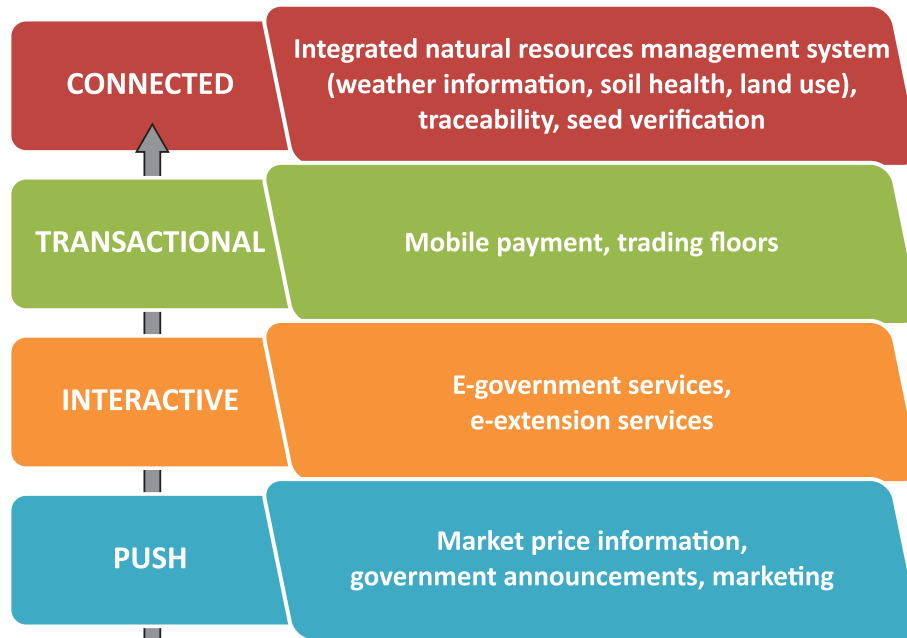 CONNECTED
Integrated natural resources management system
(weather information, soil health, land use),
traceability, seed verification
TRANSACTIONAL
Mobile payment, trading floors
INTERACTIVE
E-government services,
e-extension services
PUSH
Market price information,
government announcements, marketing